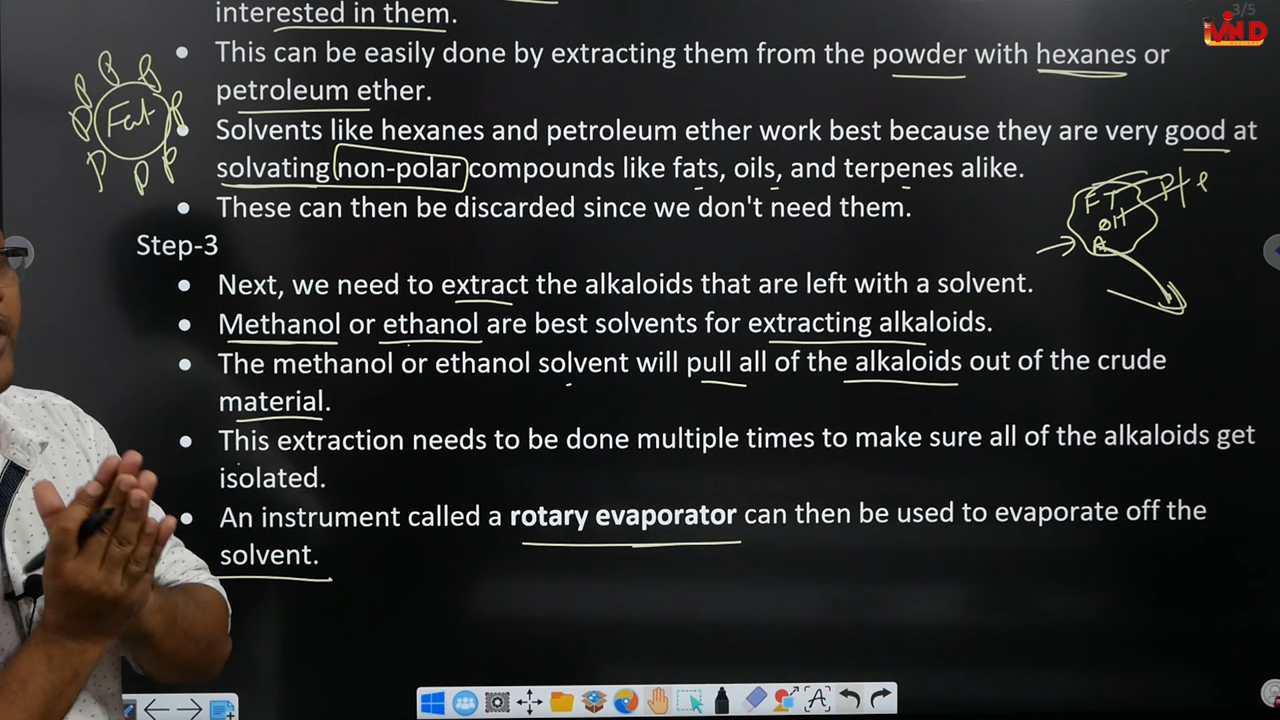 3/5
MIND
interested in them.
• This can be easily done by extracting them from the powder with hexanes or
petroleum ether.
• Solvents like hexanes and petroleum ether work best because they are very good at
solvating non-polar compounds like fats, oils, and terpenes alike.
• These can then be discarded since we don't need them.
Fat
P P P P P P P P
F T
oil
A
Step-3
• Next, we need to extract the alkaloids that are left with a solvent.
• Methanol or ethanol are best solvents for extracting alkaloids.
• The methanol or ethanol solvent will pull all of the alkaloids out of the crude
material.
• This extraction needs to be done multiple times to make sure all of the alkaloids get
isolated.
• An instrument called a rotary evaporator can then be used to evaporate off the
solvent.